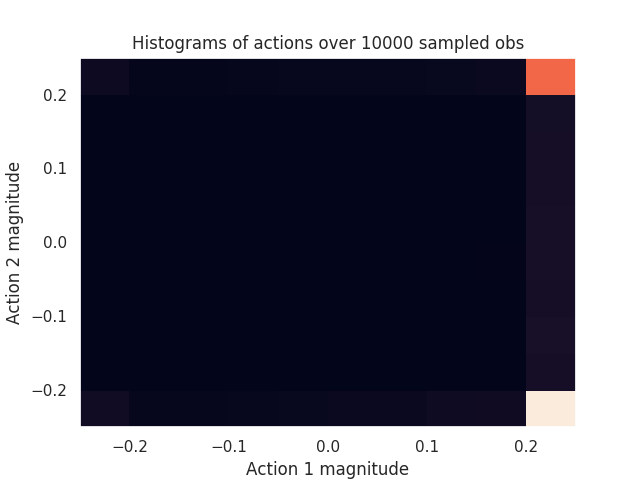 Histograms of actions over 10000 sampled obs
Action 2 magnitude
0.2
0.1
0.0
−0.1
−0.2
−0.2 −0.1 0.0 0.1 0.2
Action 1 magnitude